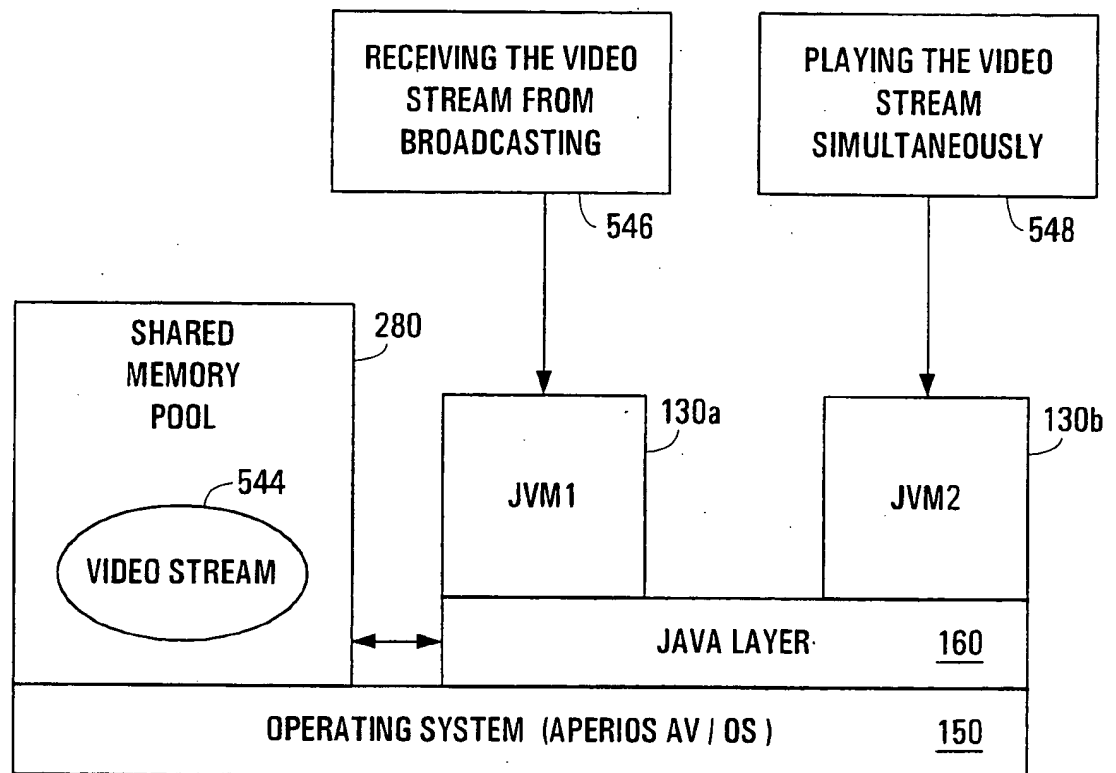 RECEIVING THE VIDEO
STREAM FROM
BROADCASTING
546
PLAYING THE VIDEO
STREAM
SIMULTANEOUSLY
548
SHARED
MEMORY
POOL
280
544
VIDEO STREAM
130a
JVM1
130b
JVM2
JAVA LAYER 160
OPERATING SYSTEM (APERIOS AV / OS ) 150